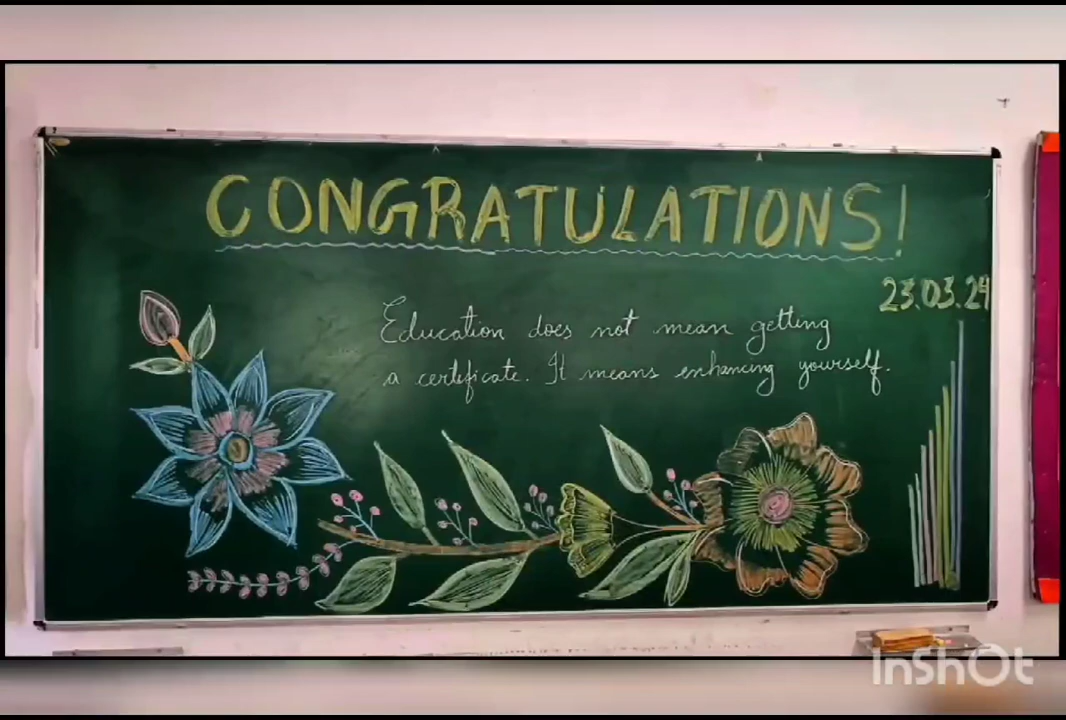 CONGRATULATIONS!
23.03.24
Education does not mean getting
a certificate. It means enhancing yourself.
InShOt